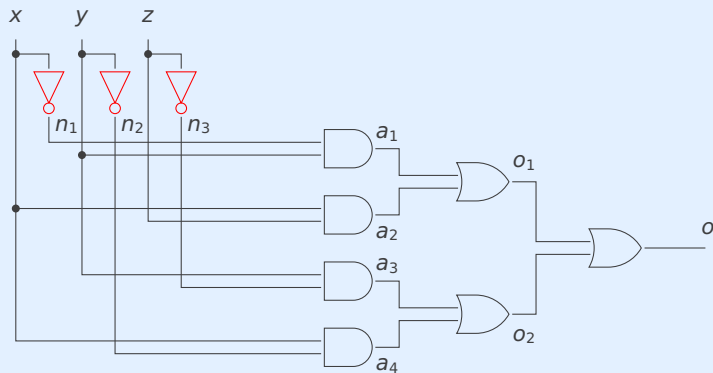 x y z
n₁ n₂ n₃
a₁
a₂
a₃
a₄
o₁
o₂
o